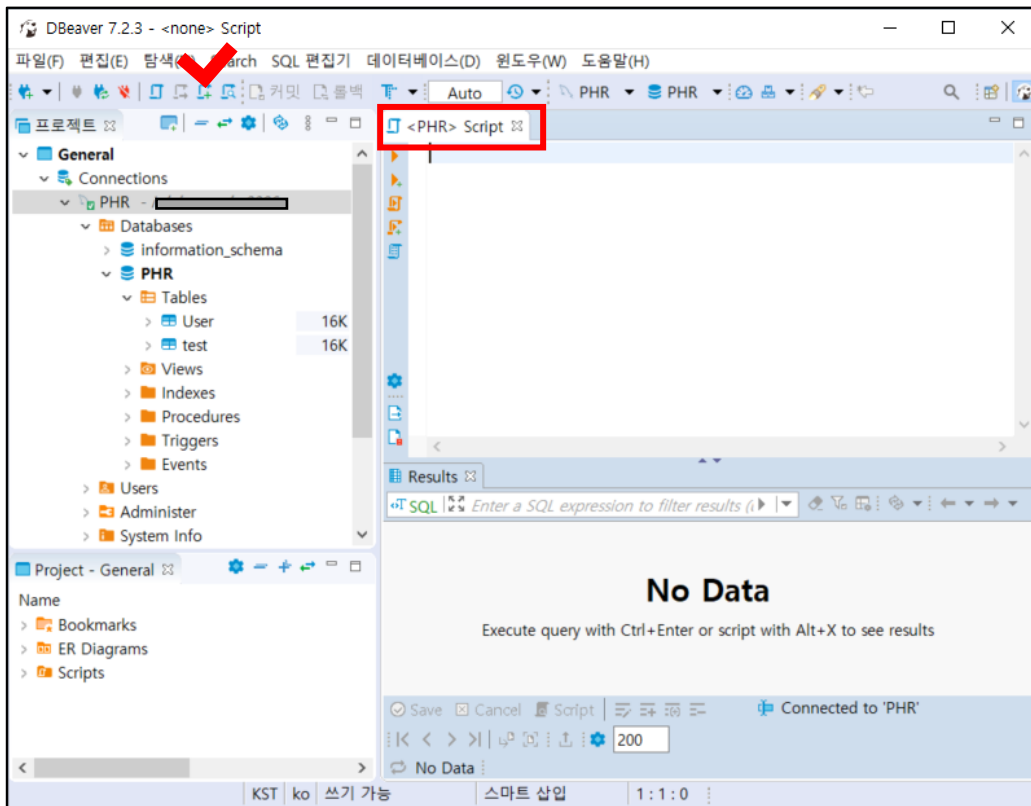 DBeaver 7.2.3 - <none> Script
파일(F) 편집(E) 탐색 arch SQL 편집기 데이터베이스(D) 윈도우(W) 도움말(H)
커밋 롤백 Auto PHR PHR
프로젝트
<PHR> Script
General
Connections
PHR -
Databases
information_schema
PHR
Tables
User 16K
test 16K
Views
Indexes
Procedures
Triggers
Events
Users
Administer
System Info
Results
SQL Enter a SQL expression to filter results (
Project - General
Name
Bookmarks
ER Diagrams
Scripts
No Data
Execute query with Ctrl+Enter or script with Alt+X to see results
Save Cancel Script Connected to 'PHR'
200
No Data
KST ko 쓰기 가능 스마트 삽입 1 : 1 : 0